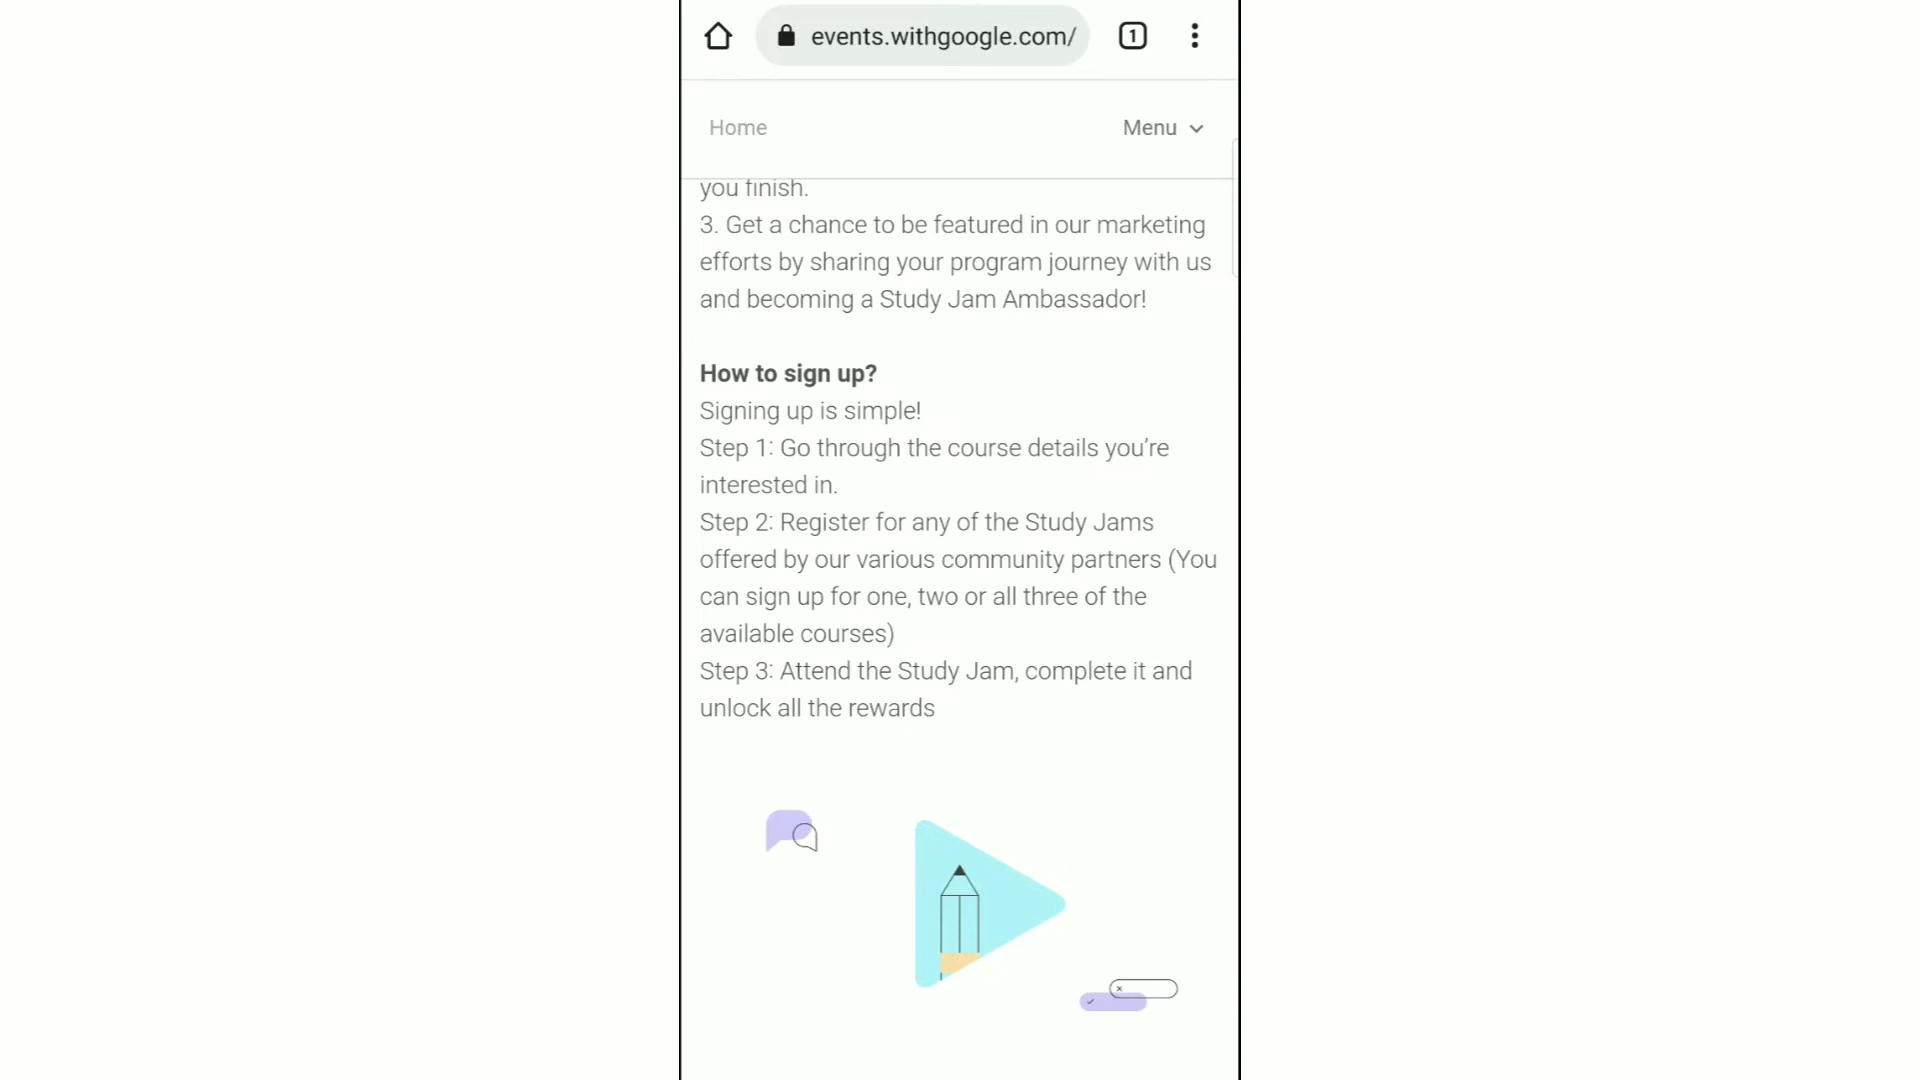 events.withgoogle.com/
1
Home
Menu
you finish.
3. Get a chance to be featured in our marketing
efforts by sharing your program journey with us
and becoming a Study Jam Ambassador!
How to sign up?
Signing up is simple!
Step 1: Go through the course details you’re
interested in.
Step 2: Register for any of the Study Jams
offered by our various community partners (You
can sign up for one, two or all three of the
available courses)
Step 3: Attend the Study Jam, complete it and
unlock all the rewards